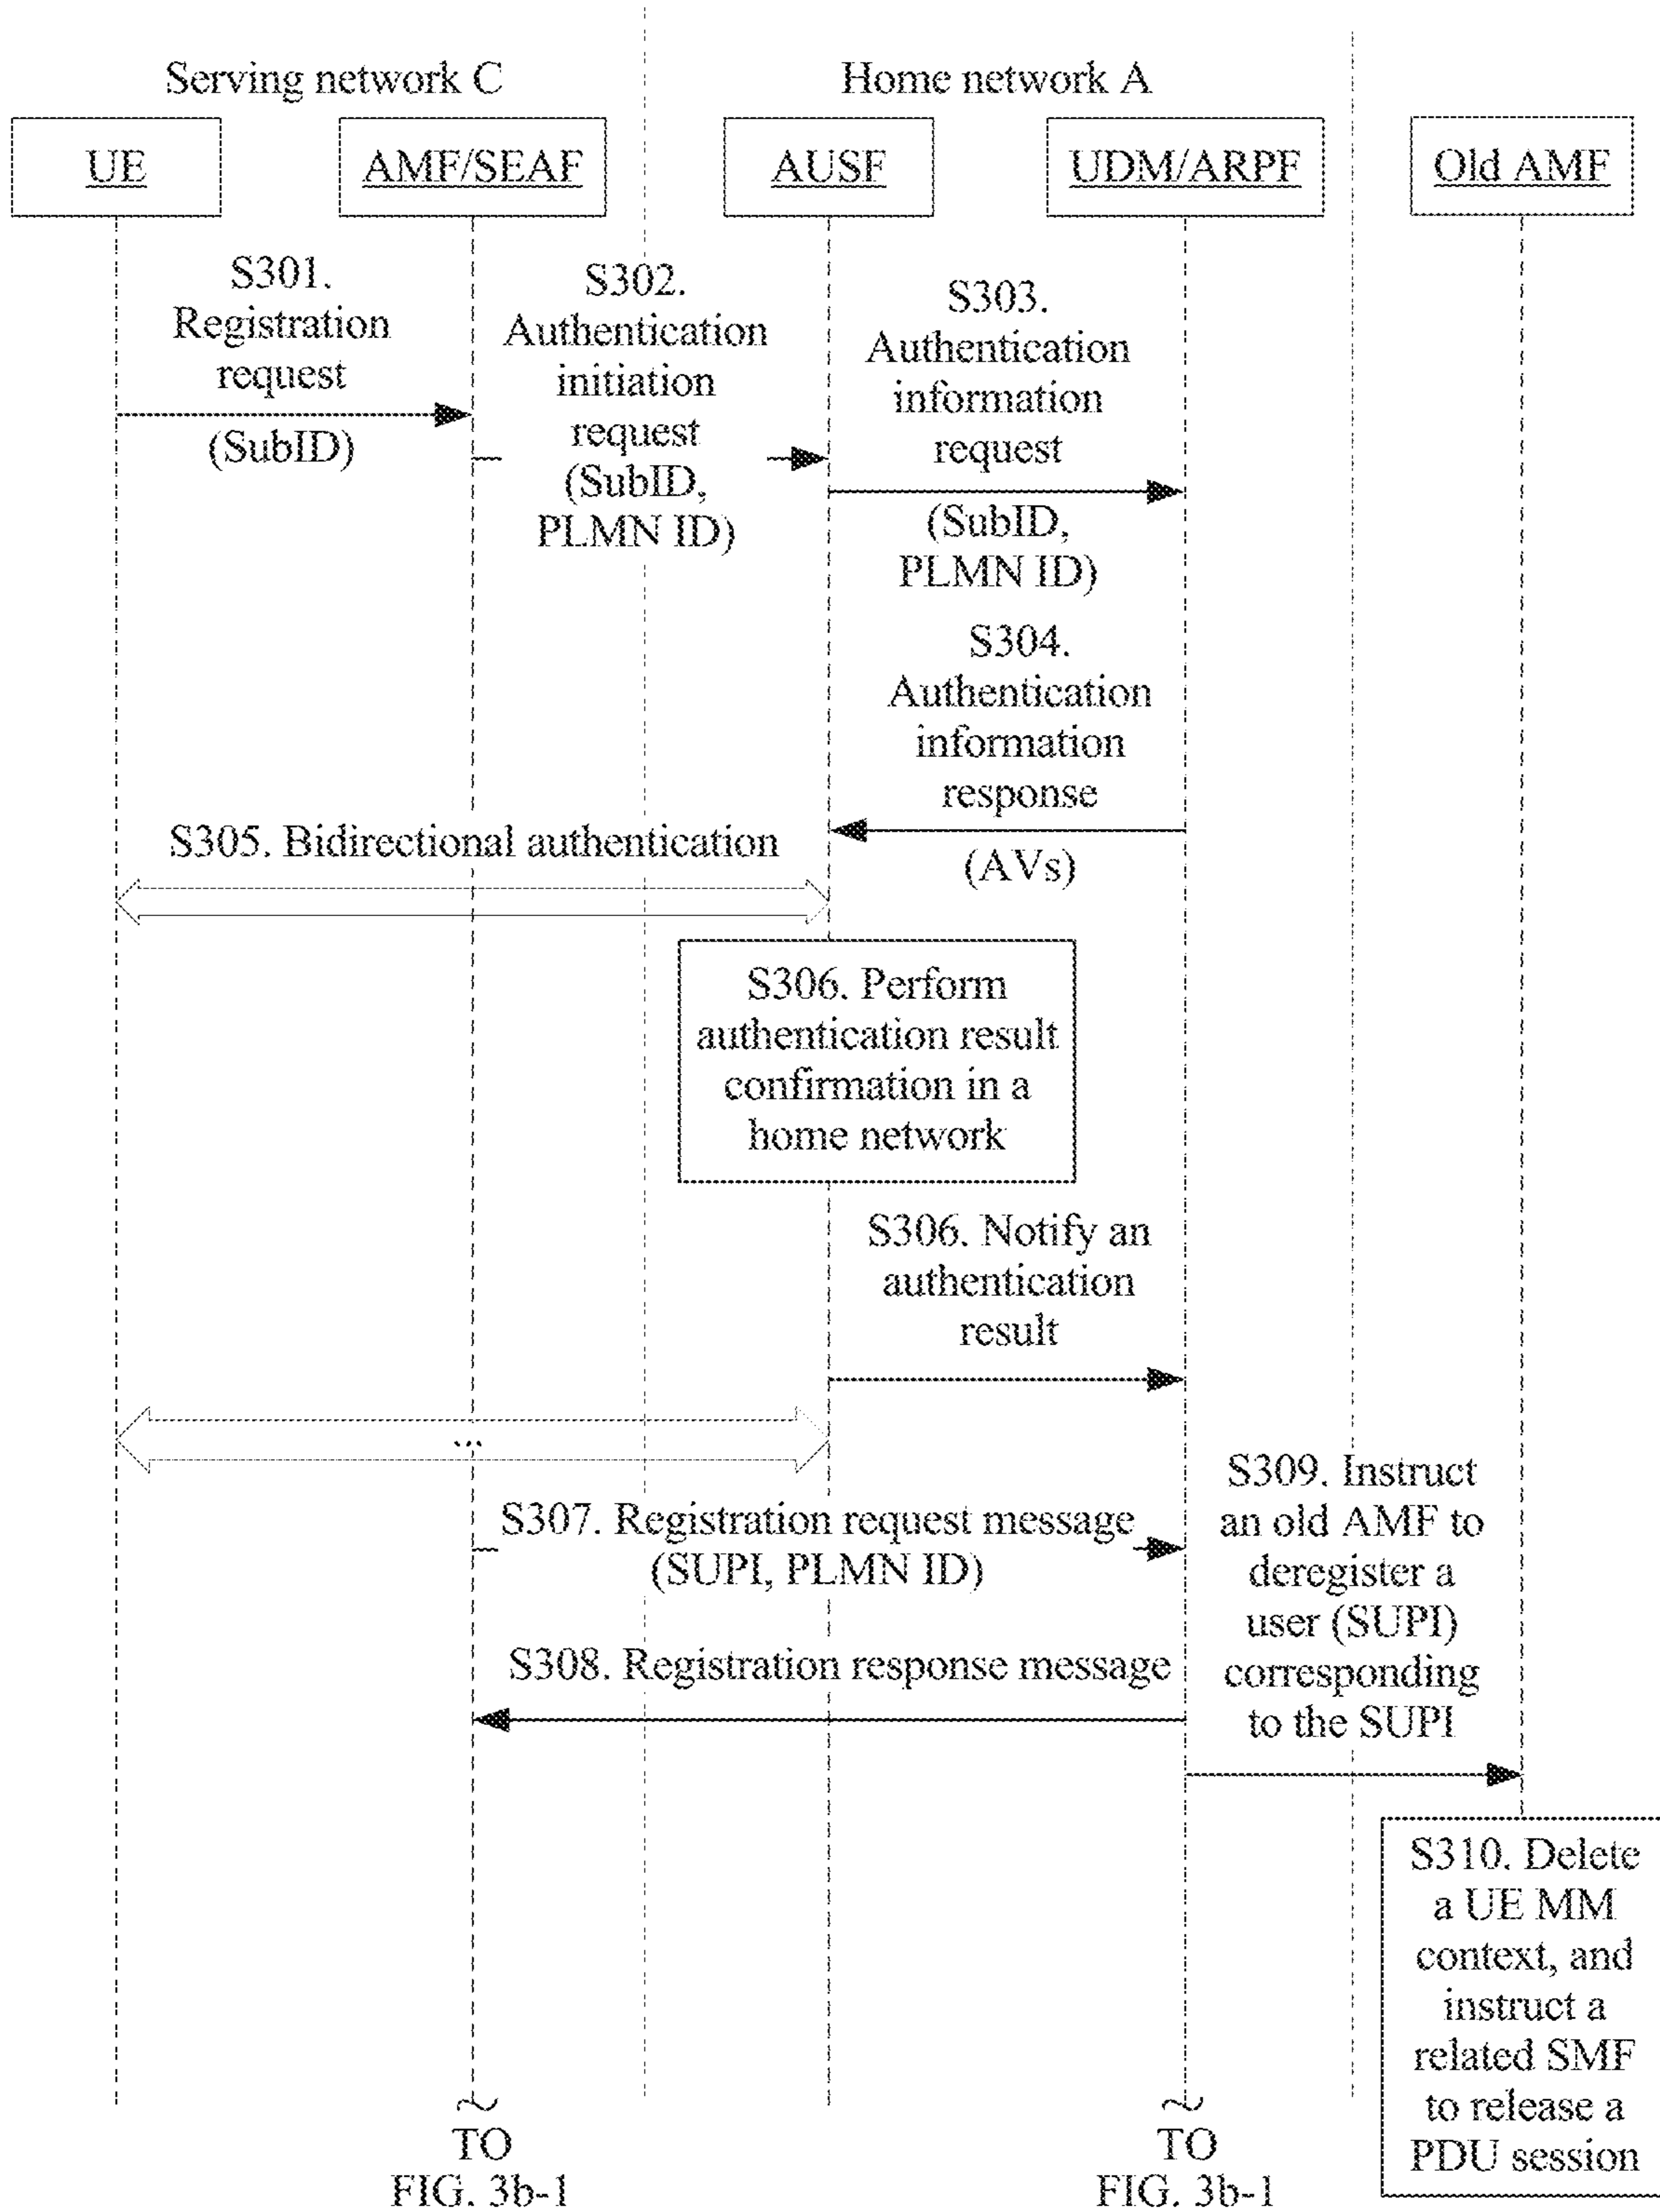 Serving network C
Home network A
UE
AMF/SEAF
AUSF
UDM/ARPF
Old AMF
S301.
Registration
request
(SubID)
S302.
Authentication
initiation
request
(SubID,
PLMN ID)
S303.
Authentication
information
request
(SubID,
PLMN ID)
S304.
Authentication
information
response
(AVs)
S305. Bidirectional authentication
S306. Perform
authentication result
confirmation in a
home network
S306. Notify an
authentication
result
...
S307. Registration request message
(SUPI, PLMN ID)
S308. Registration response message
S309. Instruct
an old AMF to
deregister a
user (SUPI)
corresponding
to the SUPI
S310. Delete
a UE MM
context, and
instruct a
related SMF
to release a
PDU session
TO
FIG. 3b-1
TO
FIG. 3b-1